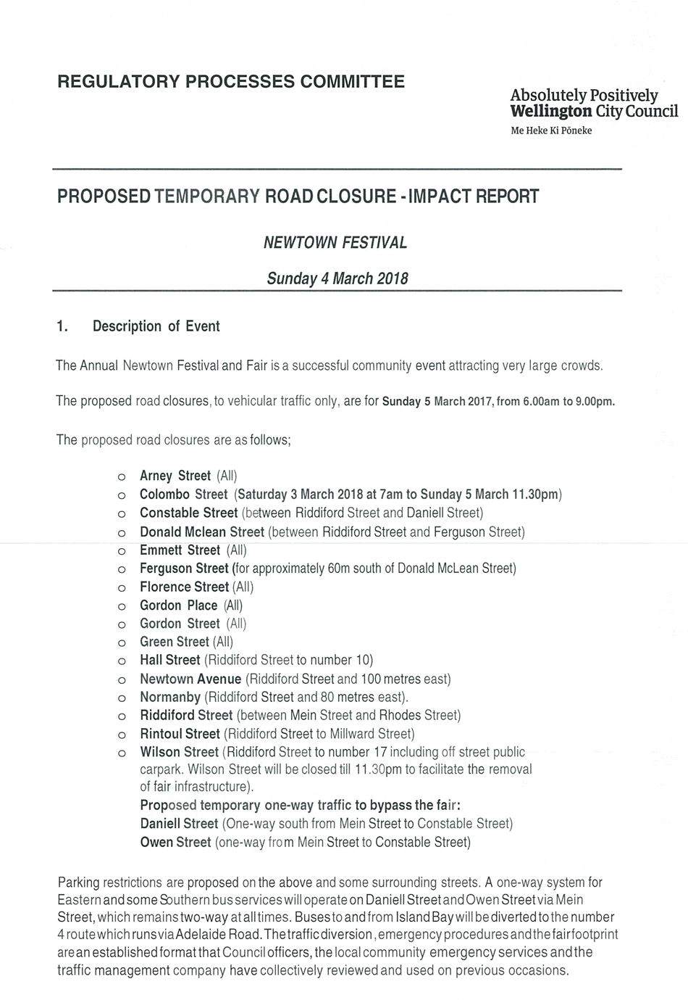 REGULATORY PROCESSES COMMITTEE
Absolutely Positively
Wellington City Council
Me Heke Ki Pōneke
PROPOSED TEMPORARY ROAD CLOSURE - IMPACT REPORT
NEWTOWN FESTIVAL
Sunday 4 March 2018
1. Description of Event
The Annual Newtown Festival and Fair is a successful community event attracting very large crowds.
The proposed road closures, to vehicular traffic only, are for Sunday 5 March 2017, from 6.00am to 9.00pm.
The proposed road closures are as follows;
o Arney Street (All)
o Colombo Street (Saturday 3 March 2018 at 7am to Sunday 5 March 11.30pm)
o Constable Street (between Riddiford Street and Daniell Street)
o Donald Mclean Street (between Riddiford Street and Ferguson Street)
o Emmett Street (All)
o Ferguson Street (for approximately 60m south of Donald McLean Street)
o Florence Street (All)
o Gordon Place (All)
o Gordon Street (All)
o Green Street (All)
o Hall Street (Riddiford Street to number 10)
o Newtown Avenue (Riddiford Street and 100 metres east)
o Normanby (Riddiford Street and 80 metres east).
o Riddiford Street (between Mein Street and Rhodes Street)
o Rintoul Street (Riddiford Street to Millward Street)
o Wilson Street (Riddiford Street to number 17 including off street public
carpark. Wilson Street will be closed till 11.30pm to facilitate the removal
of fair infrastructure).
Proposed temporary one-way traffic to bypass the fair:
Daniell Street (One-way south from Mein Street to Constable Street)
Owen Street (one-way from Mein Street to Constable Street)
Parking restrictions are proposed on the above and some surrounding streets. A one-way system for
Eastern and some Southern bus services will operate on Daniell Street and Owen Street via Mein
Street, which remains two-way at all times. Buses to and from Island Bay will be diverted to the number
4 route which runs via Adelaide Road. The traffic diversion, emergency procedures and the fair footprint
are an established format that Council officers, the local community emergency services and the
traffic management company have collectively reviewed and used on previous occasions.